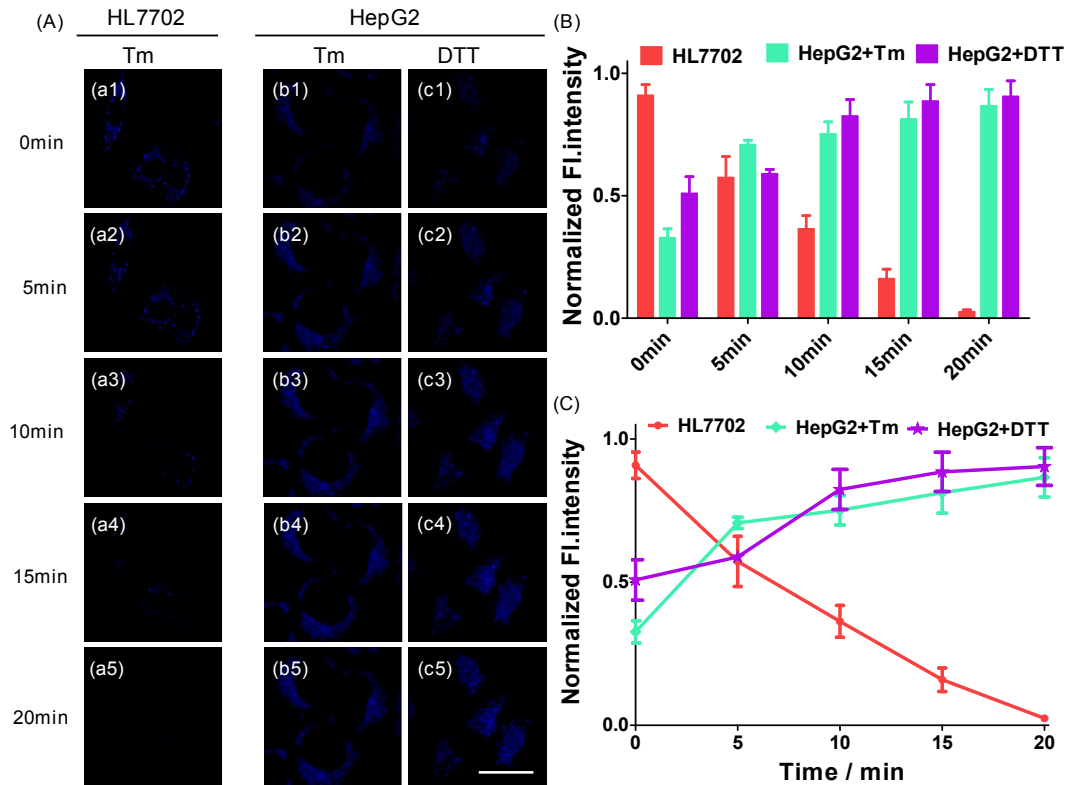 (A) HL7702 HepG2
Tm Tm DTT
0min (a1) (b1) (c1)
5min (a2) (b2) (c2)
10min (a3) (b3) (c3)
15min (a4) (b4) (c4)
20min (a5) (b5) (c5)
(B)
HL7702 HepG2+Tm HepG2+DTT
Normalized Fl.intensity
1.0
0.5
0.0
0min 5min 10min 15min 20min
(C)
HL7702 HepG2+Tm HepG2+DTT
Normalized Fl.intensity
1.0
0.5
0.0
0 5 10 15 20
Time / min